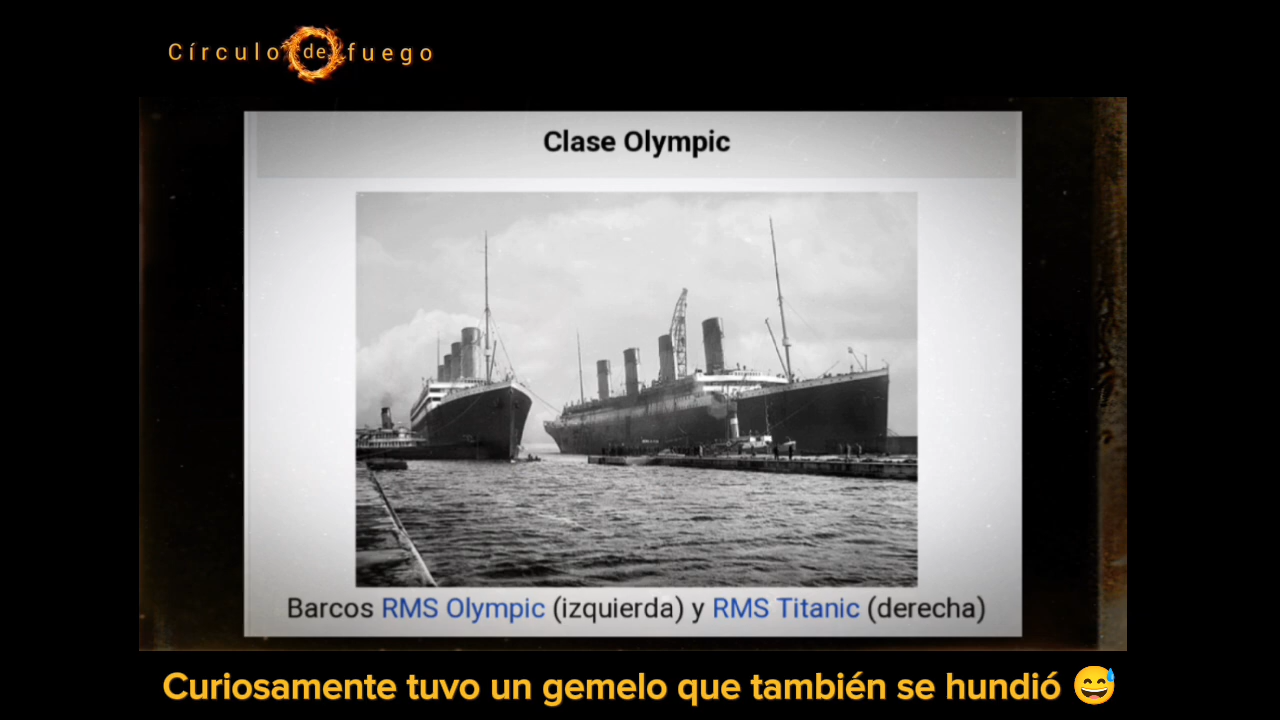 Círculo de fuego
Clase Olympic
Barcos RMS Olympic (izquierda) y RMS Titanic (derecha)
Curiosamente tuvo un gemelo que también se hundió 😅